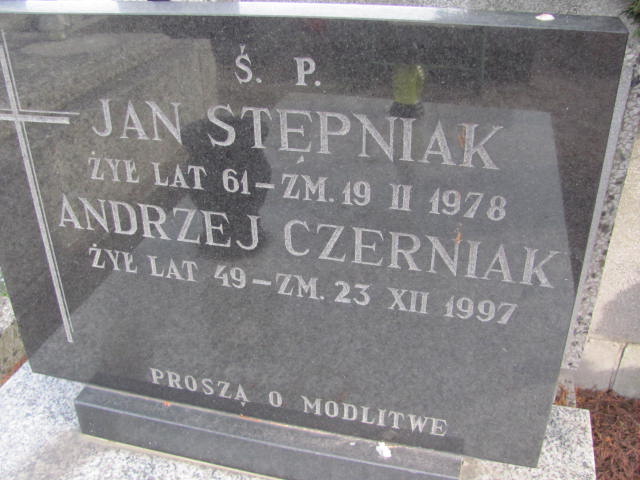 Ś. P.
JAN STĘPNIAK
ŻYŁ LAT 61 – ZM. 19 II 1978
ANDRZEJ CZERNIAK
ŻYŁ LAT 49 – ZM. 23 XII 1997
PROSZĄ O MODLITWE